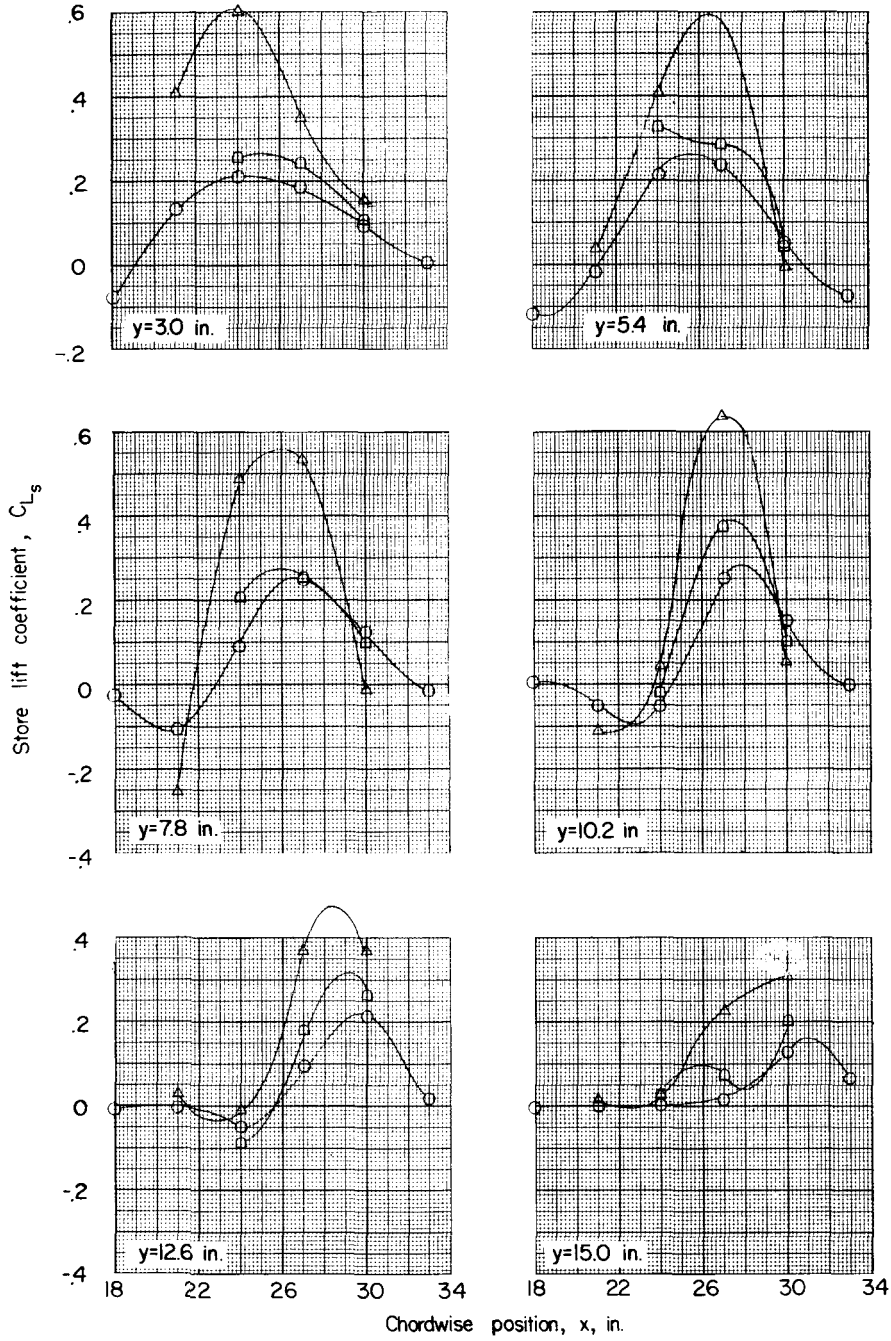 .6
.4
.2
0
-.2
y=3.0 in.
y=5.4 in.
Store lift coefficient, C_Ls
.6
.4
.2
0
-.2
-.4
y=7.8 in.
y=10.2 in
.4
.2
0
-.2
-.4
y=12.6 in.
y=15.0 in.
18 22 26 30 34 18 22 26 30 34
Chordwise position, x, in.